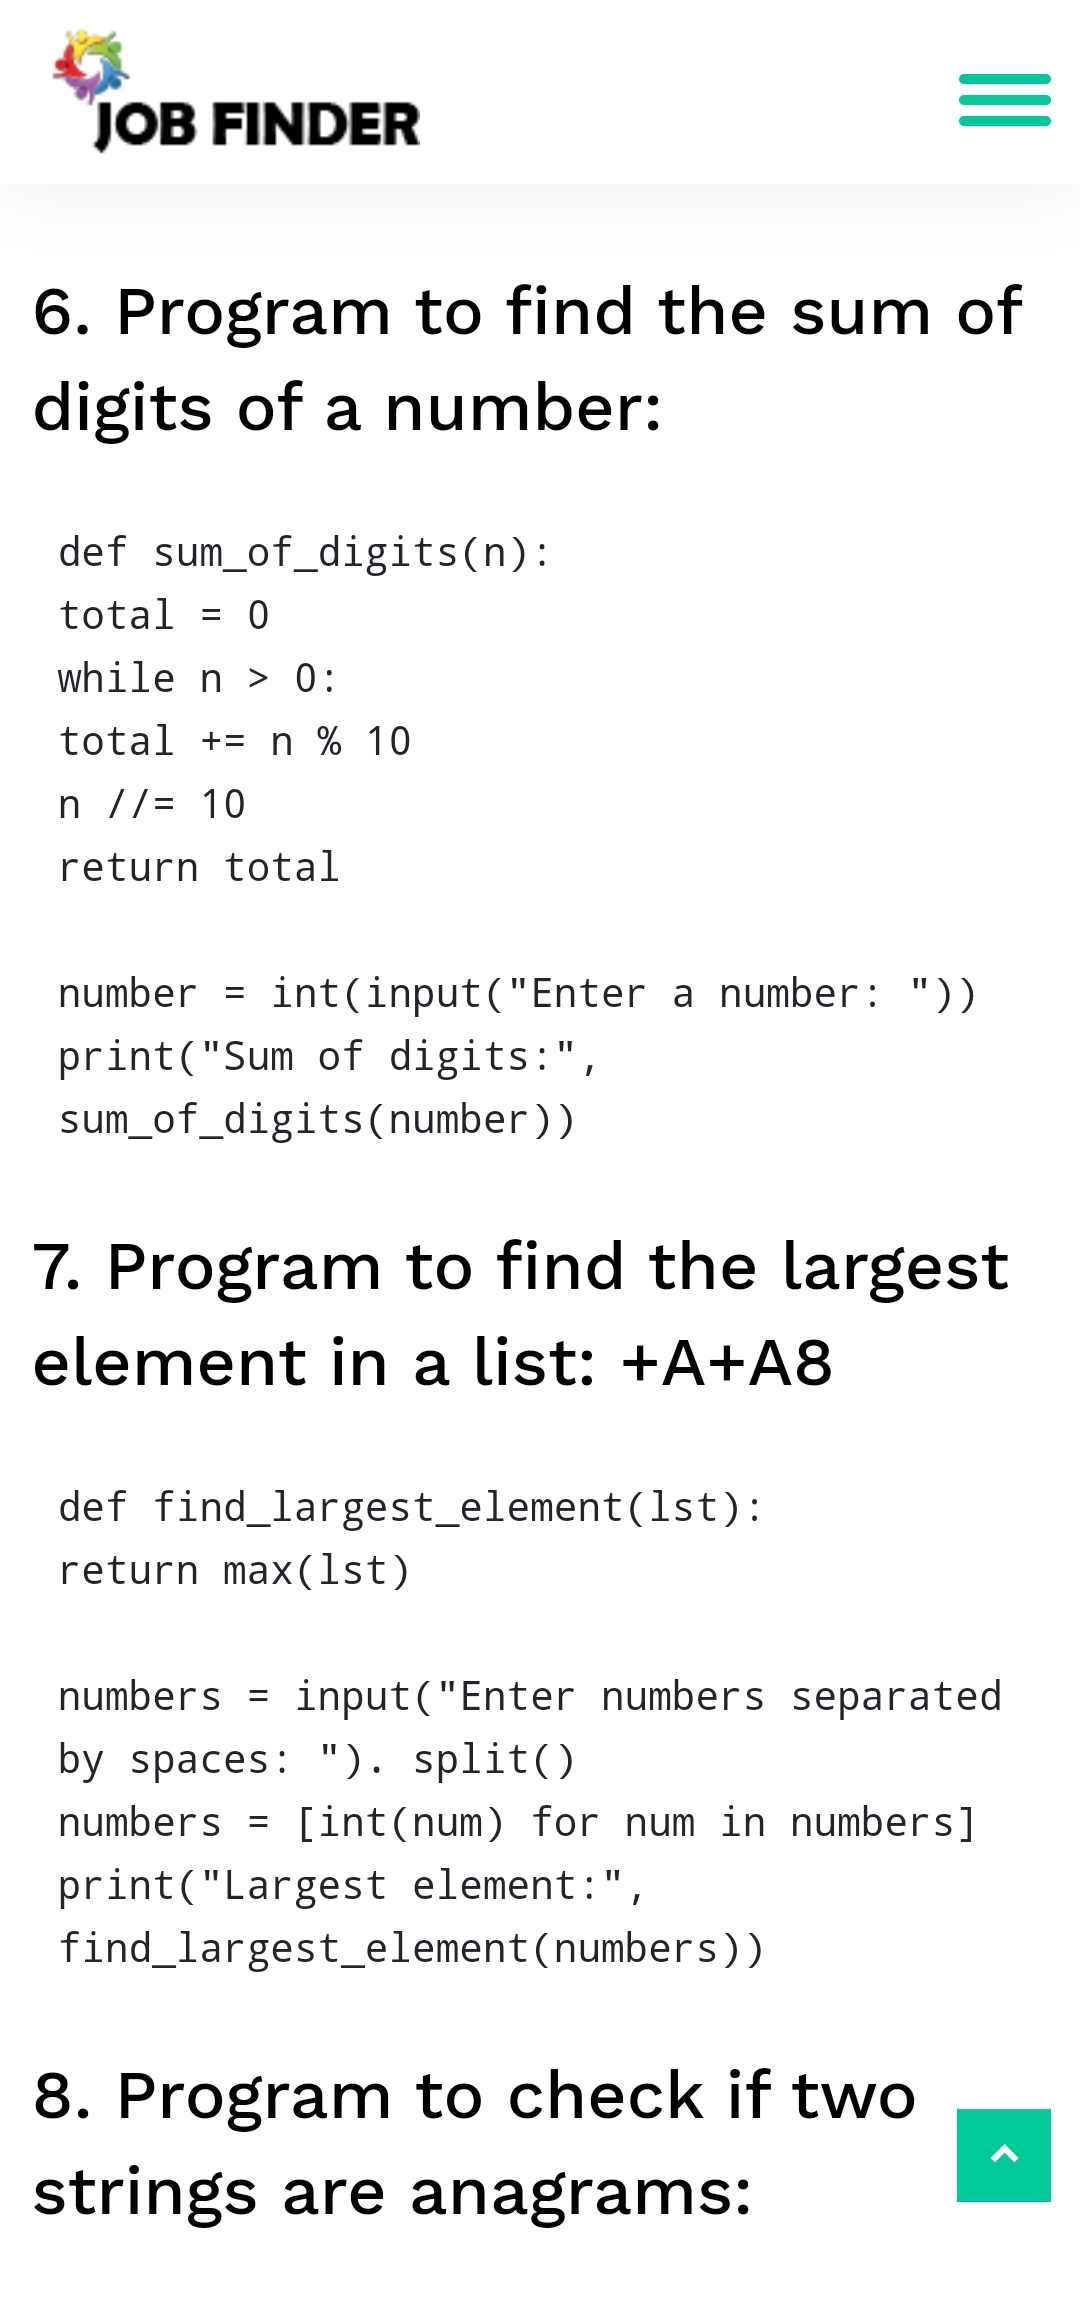 JOB FINDER
6. Program to find the sum of
digits of a number:
def sum_of_digits(n):
total = 0
while n > 0:
total += n % 10
n //= 10
return total
number = int(input("Enter a number: "))
print("Sum of digits:",
sum_of_digits(number))
7. Program to find the largest
element in a list: +A+A8
def find_largest_element(lst):
return max(lst)
numbers = input("Enter numbers separated
by spaces: "). split()
numbers = [int(num) for num in numbers]
print("Largest element:",
find_largest_element(numbers))
8. Program to check if two
strings are anagrams: